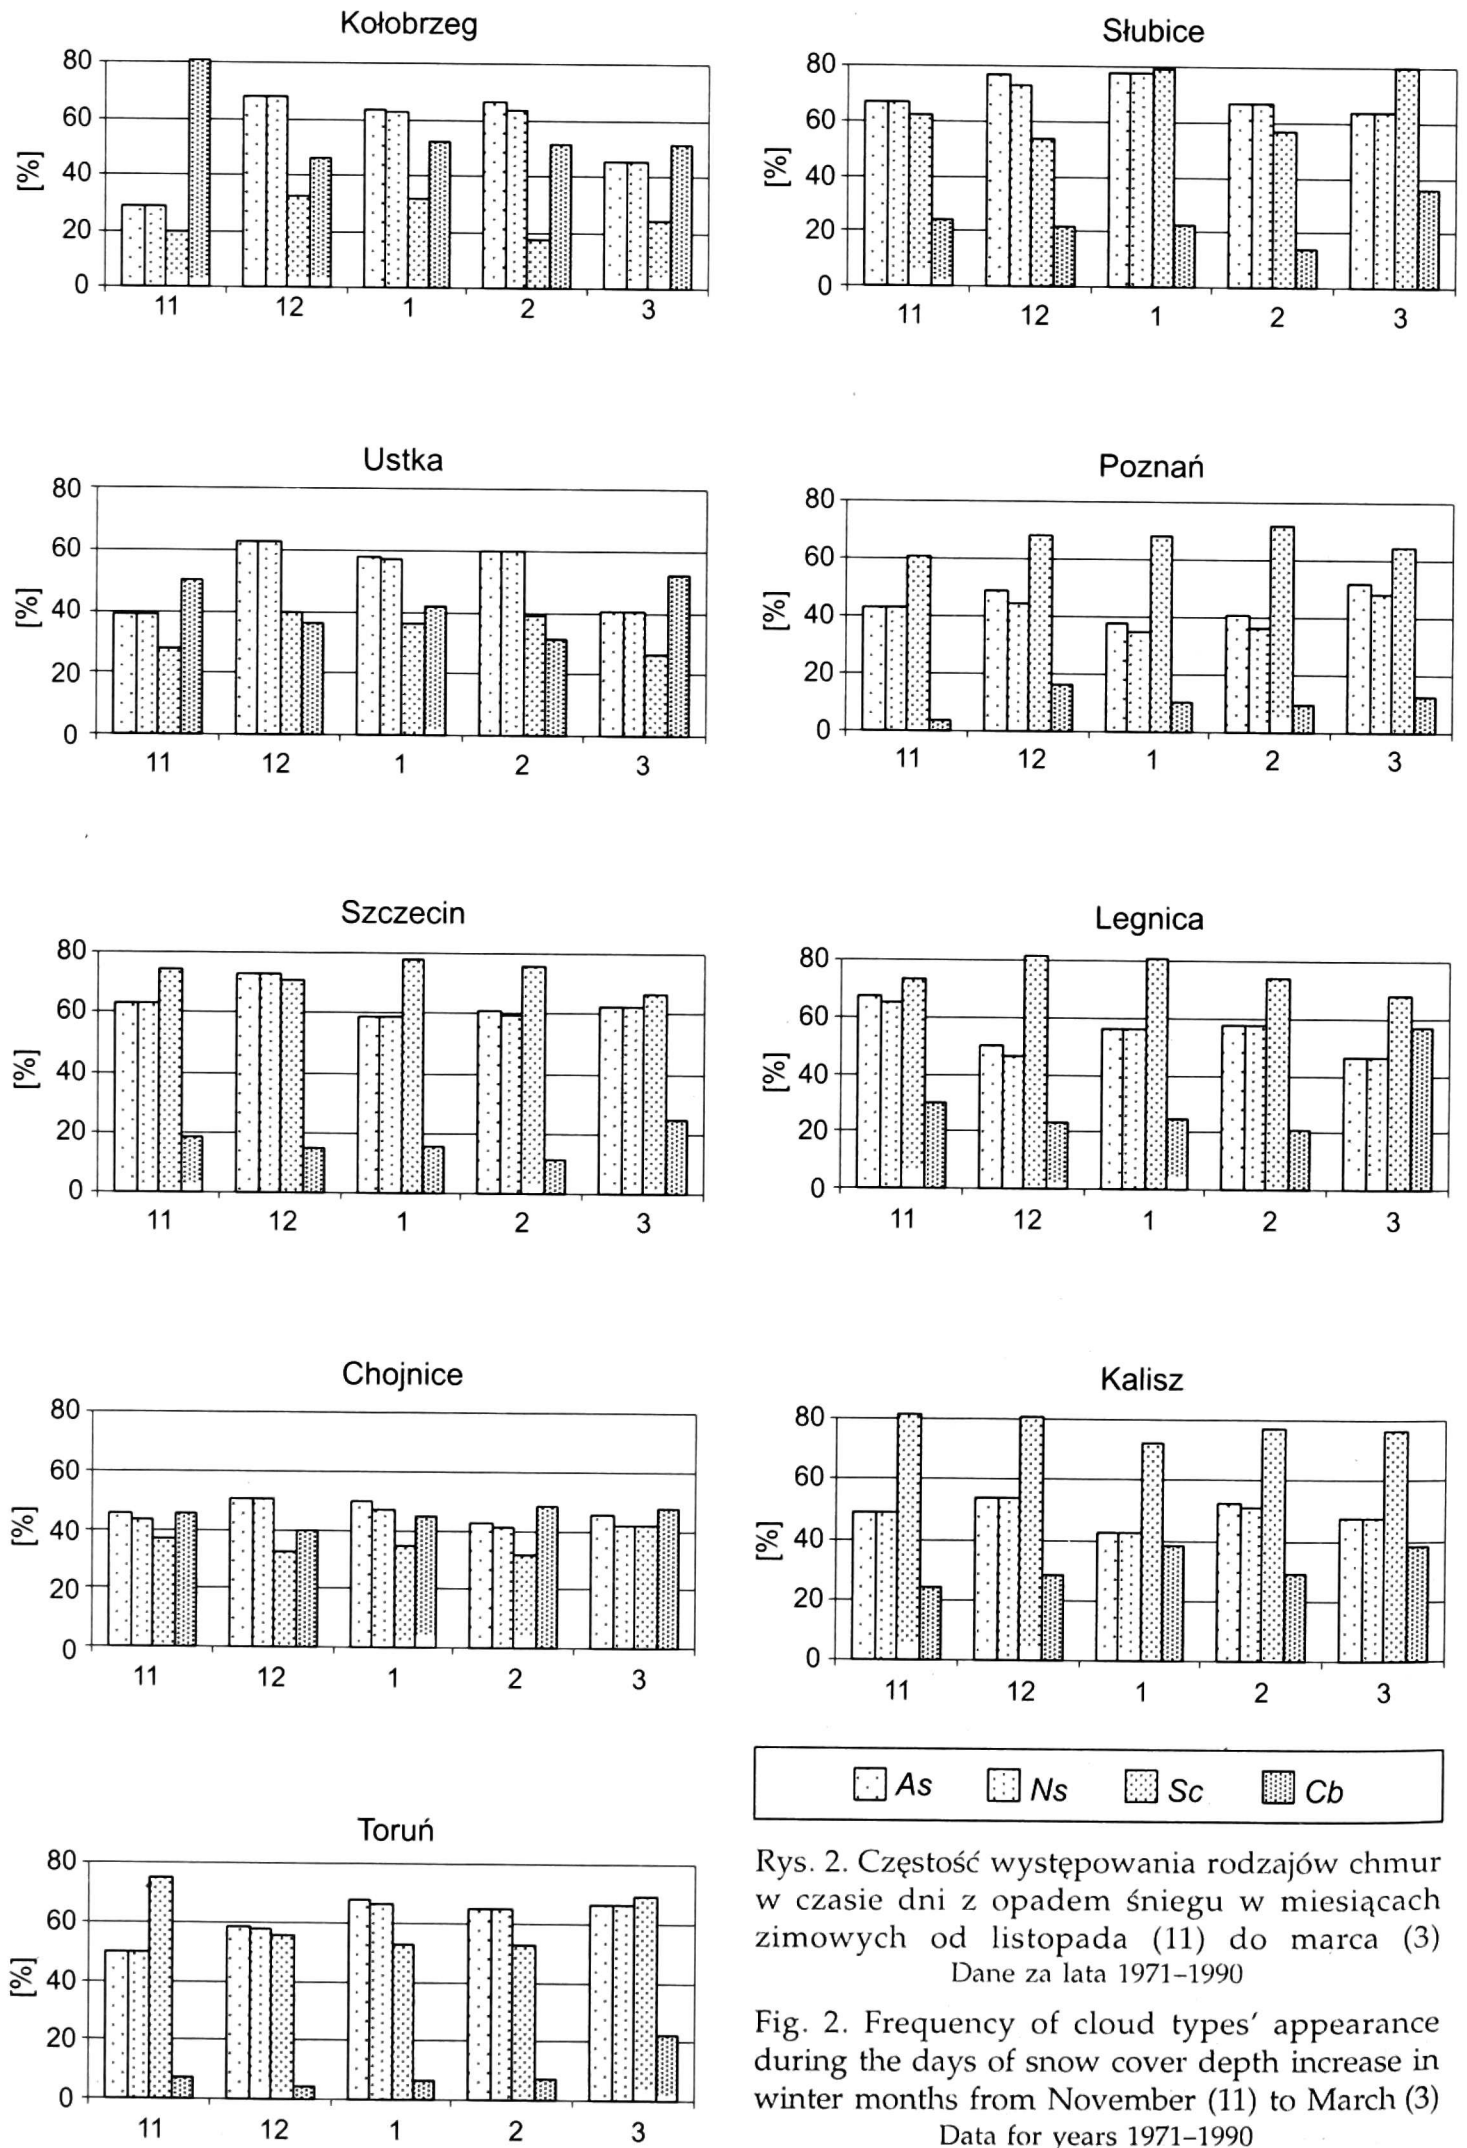 Kołobrzeg
80
60
40
20
0
[%]
11 12 1 2 3
Słubice
80
60
40
20
0
[%]
11 12 1 2 3
Ustka
80
60
40
20
0
[%]
11 12 1 2 3
Poznań
80
60
40
20
0
[%]
11 12 1 2 3
Szczecin
80
60
40
20
0
[%]
11 12 1 2 3
Legnica
80
60
40
20
0
[%]
11 12 1 2 3
Chojnice
80
60
40
20
0
[%]
11 12 1 2 3
Kalisz
80
60
40
20
0
[%]
11 12 1 2 3
Toruń
80
60
40
20
0
[%]
11 12 1 2 3
As Ns Sc Cb
Rys. 2. Częstość występowania rodzajów chmur
w czasie dni z opadem śniegu w miesiącach
zimowych od listopada (11) do marca (3)
Dane za lata 1971–1990
Fig. 2. Frequency of cloud types' appearance
during the days of snow cover depth increase in
winter months from November (11) to March (3)
Data for years 1971–1990